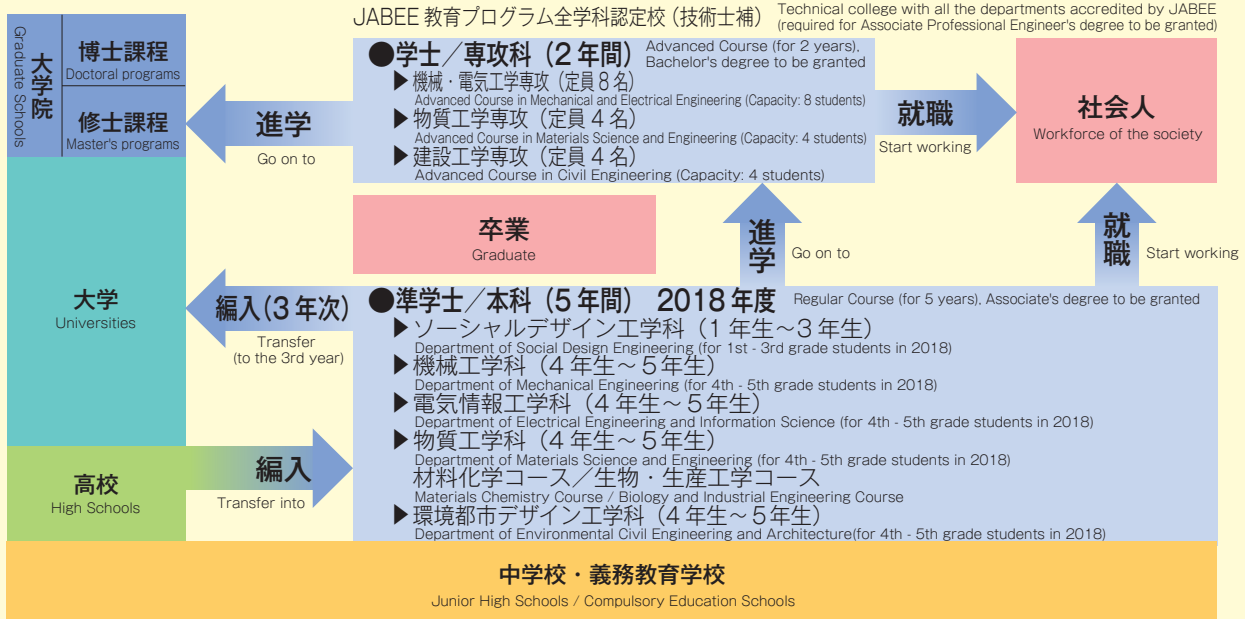 JABEE 教育プログラム全学科認定校(技術士補)
Technical college with all the departments accredited by JABEE
(required for Associate Professional Engineer's degree to be granted)
大学院
Graduate Schools
博士課程
Doctoral programs
修士課程
Master's programs
進学
Go on to
●学士/専攻科(2年間)
Advanced Course (for 2 years),
Bachelor's degree to be granted
▶機械・電気工学専攻(定員8名)
Advanced Course in Mechanical and Electrical Engineering (Capacity: 8 students)
▶物質工学専攻(定員4名)
Advanced Course in Materials Science and Engineering (Capacity: 4 students)
▶建設工学専攻(定員4名)
Advanced Course in Civil Engineering (Capacity: 4 students)
就職
Start working
社会人
Workforce of the society
卒業
Graduate
進学
Go on to
就職
Start working
大学
Universities
編入(3年次)
Transfer
(to the 3rd year)
●準学士/本科(5年間) 2018年度
Regular Course (for 5 years), Associate's degree to be granted
▶ソーシャルデザイン工学科(1年生~3年生)
Department of Social Design Engineering (for 1st - 3rd grade students in 2018)
▶機械工学科(4年生~5年生)
Department of Mechanical Engineering (for 4th - 5th grade students in 2018)
▶電気情報工学科(4年生~5年生)
Department of Electrical Engineering and Information Science (for 4th - 5th grade students in 2018)
▶物質工学科(4年生~5年生)
Department of Materials Science and Engineering (for 4th - 5th grade students in 2018)
材料化学コース/生物・生産工学コース
Materials Chemistry Course / Biology and Industrial Engineering Course
▶環境都市デザイン工学科(4年生~5年生)
Department of Environmental Civil Engineering and Architecture(for 4th - 5th grade students in 2018)
高校
High Schools
編入
Transfer into
中学校・義務教育学校
Junior High Schools / Compulsory Education Schools